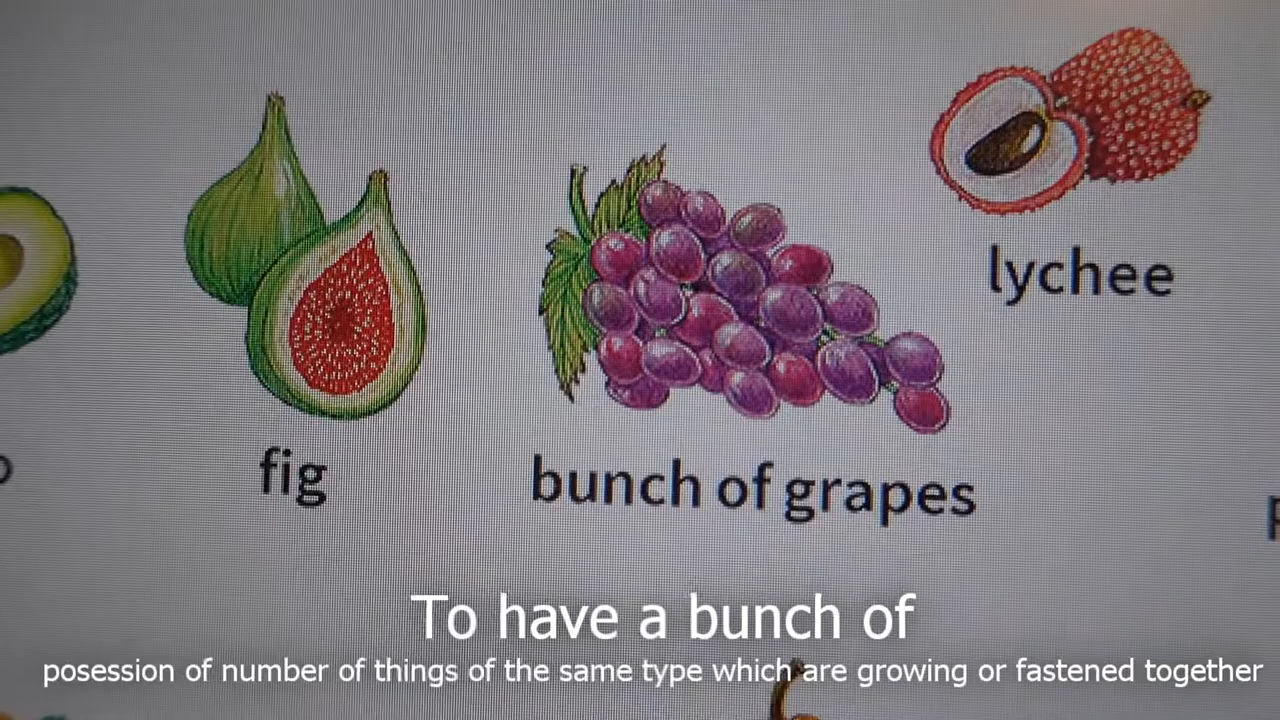 lychee
fig
bunch of grapes
To have a bunch of
posession of number of things of the same type which are growing or fastened together